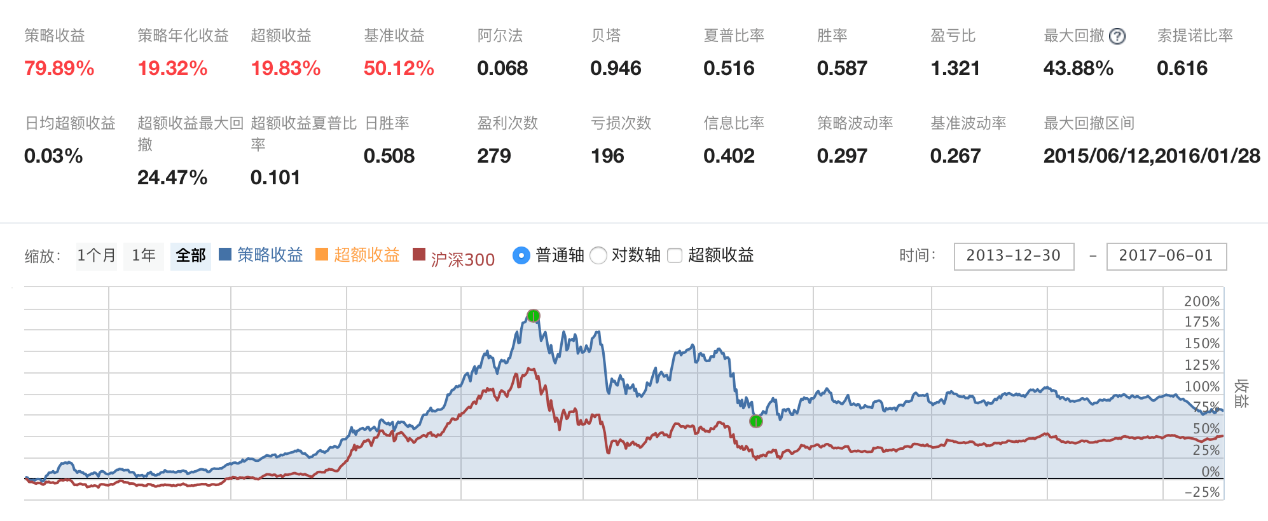 策略收益 策略年化收益 超额收益 基准收益 阿尔法 贝塔 夏普比率 胜率 盈亏比 最大回撤 ? 索提诺比率
79.89% 19.32% 19.83% 50.12% 0.068 0.946 0.516 0.587 1.321 43.88% 0.616
日均超额收益 超额收益最大回撤 超额收益夏普比率 日胜率 盈利次数 亏损次数 信息比率 策略波动率 基准波动率 最大回撤区间
0.03% 24.47% 0.101 0.508 279 196 0.402 0.297 0.267 2015/06/12,2016/01/28
缩放: 1个月 1年 全部 策略收益 超额收益 沪深300 普通轴 对数轴 超额收益 时间: 2013-12-30 - 2017-06-01
200%
175%
150%
125%
100%
75%
50%
25%
0%
-25%
收益